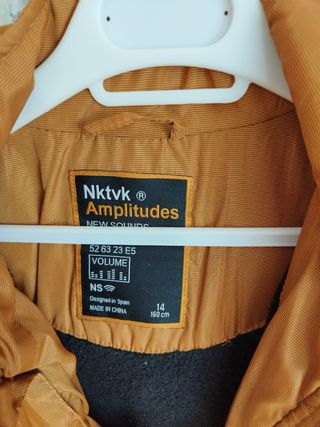 Nktvk ®
Amplitudes
NEW SOUNDS
52 63 23 E5
VOLUME
NS
Designed in Spain
MADE IN CHINA
14
160 cm